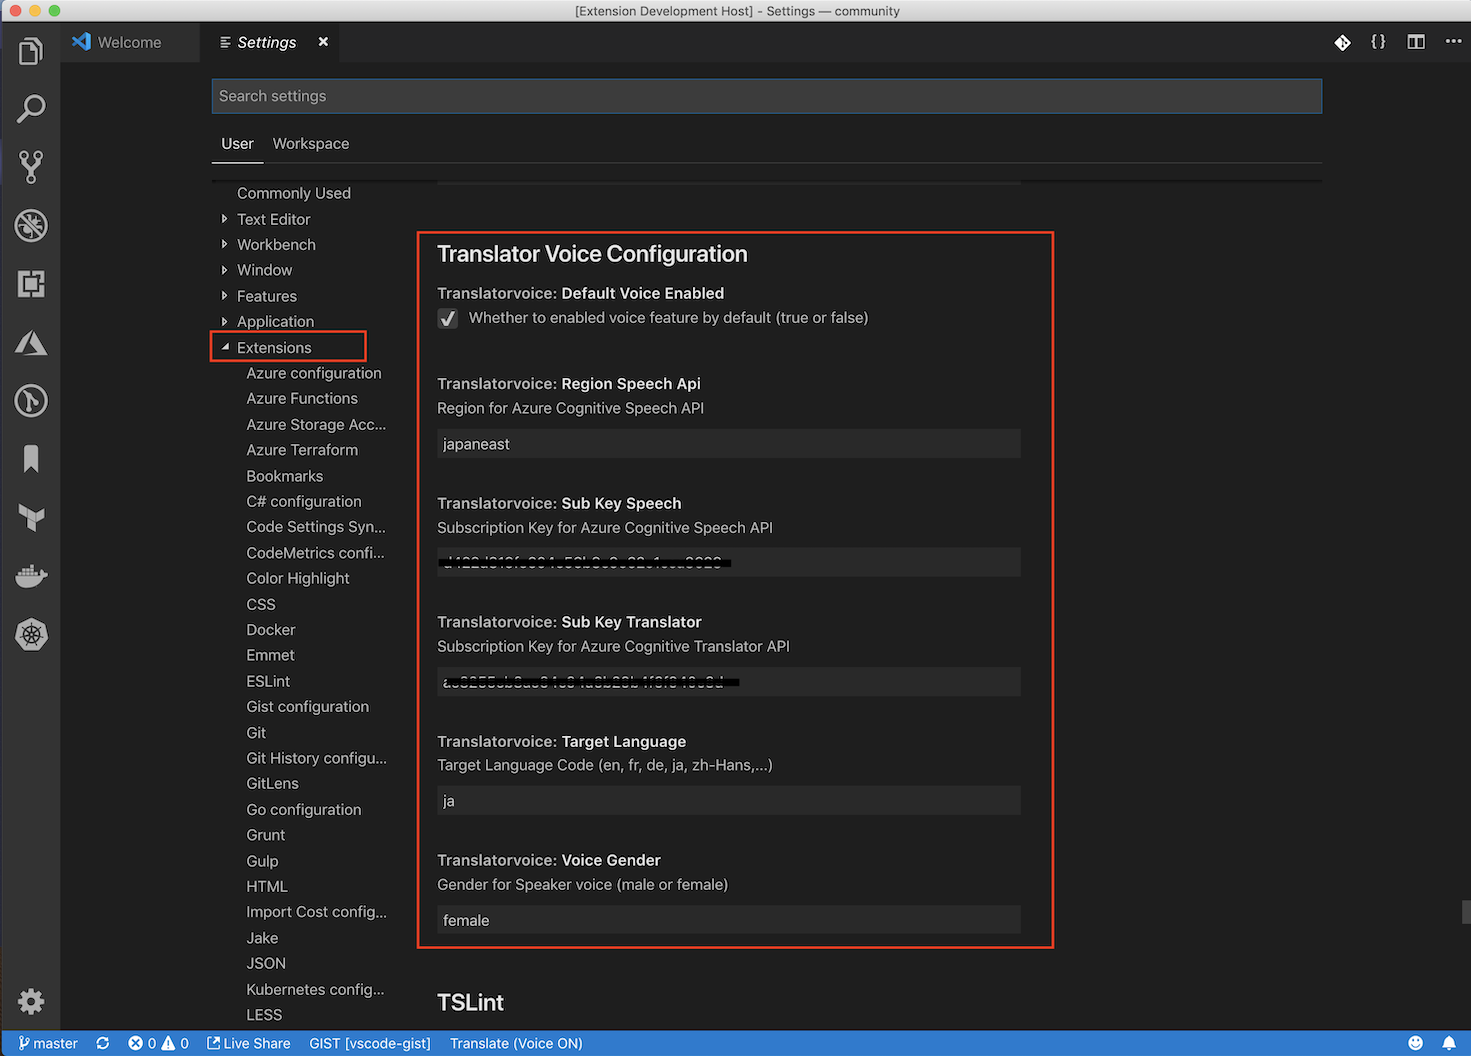 [Extension Development Host] - Settings — community
Welcome
Settings
Search settings
User Workspace
Commonly Used
Text Editor
Workbench
Window
Features
Application
Extensions
Azure configuration
Azure Functions
Azure Storage Acc...
Azure Terraform
Bookmarks
C# configuration
Code Settings Syn...
CodeMetrics confi...
Color Highlight
CSS
Docker
Emmet
ESLint
Gist configuration
Git
Git History configu...
GitLens
Go configuration
Grunt
Gulp
HTML
Import Cost config...
Jake
JSON
Kubernetes config...
LESS
Translator Voice Configuration
Translatorvoice: Default Voice Enabled
Whether to enabled voice feature by default (true or false)
Translatorvoice: Region Speech Api
Region for Azure Cognitive Speech API
japaneast
Translatorvoice: Sub Key Speech
Subscription Key for Azure Cognitive Speech API
Translatorvoice: Sub Key Translator
Subscription Key for Azure Cognitive Translator API
Translatorvoice: Target Language
Target Language Code (en, fr, de, ja, zh-Hans,...)
ja
Translatorvoice: Voice Gender
Gender for Speaker voice (male or female)
female
TSLint
master 0 0 Live Share GIST [vscode-gist] Translate (Voice ON)